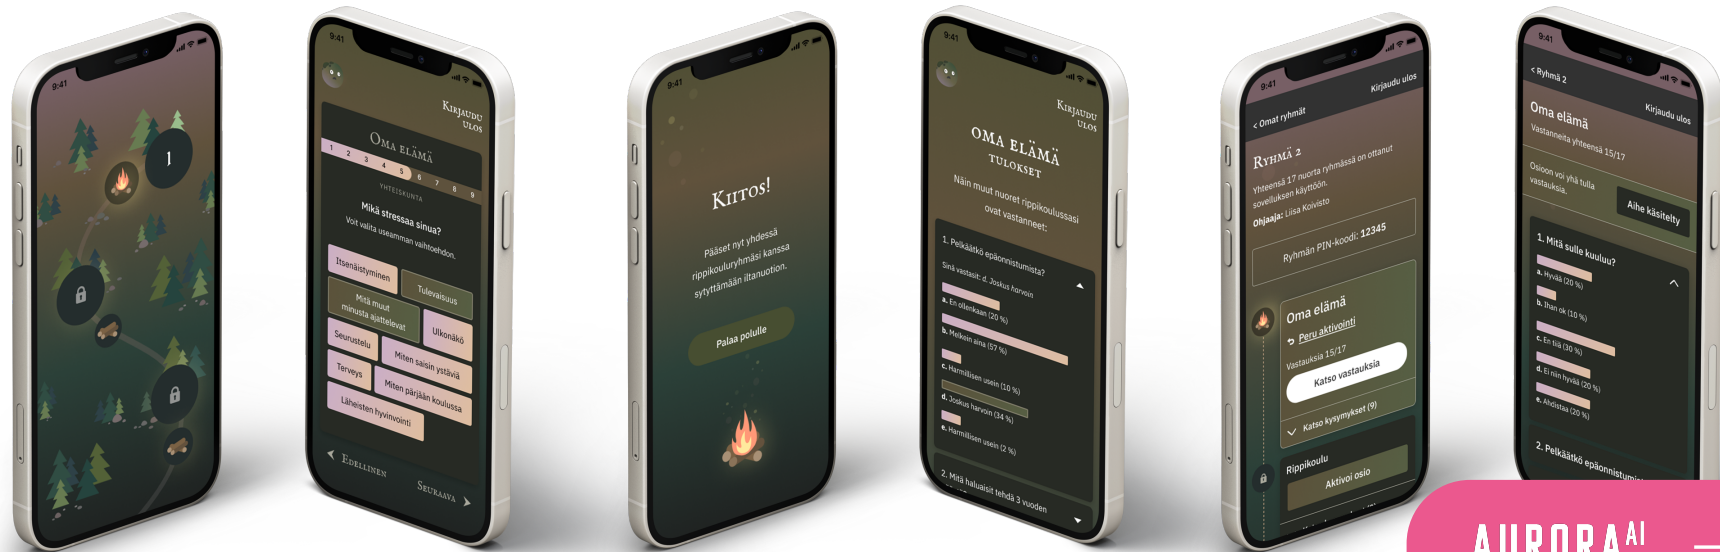 9:41
1
9:41
Kirjaudu
ulos
Oma elämä
1 2 3 4 5 6 7 8 9
YHTEISKUNTA
Mikä stressaa sinua?
Voit valita useamman vaihtoehdon.
Itsenäistyminen
Tulevaisuus
Mitä muut
minusta ajattelevat
Ulkonäkö
Seurustelu
Miten saisin ystäviä
Terveys
Miten pärjään koulussa
Läheisten hyvinvointi
Edellinen
Seuraava
9:41
Kiitos!
Pääset nyt yhdessä
rippikouluryhmäsi kanssa
sytyttämään iltanuotion.
Palaa polulle
9:41
Kirjaudu
ulos
OMA ELÄMÄ
TULOKSET
Näin muut nuoret rippikoulussasi
ovat vastanneet:
1. Pelkäätkö epäonnistumista?
Sinä vastasit: d. Joskus harvoin
a. En ollenkaan (20 %)
b. Melkein aina (57 %)
c. Harmillisen usein (10 %)
d. Joskus harvoin (34 %)
e. Harmillisen usein (2 %)
2. Mitä haluaisit tehdä 3 vuoden
9:41
< Omat ryhmät
Kirjaudu ulos
Ryhmä 2
Yhteensä 17 nuorta ryhmässä on ottanut
sovelluksen käyttöön.
Ohjaaja: Liisa Koivisto
Ryhmän PIN-koodi: 12345
Oma elämä
Peru aktivointi
Vastauksia 15/17
Katso vastauksia
Katso kysymykset (9)
Rippikoulu
Aktivoi osio
9:41
< Ryhmä 2
Kirjaudu ulos
Oma elämä
Vastanneita yhteensä 15/17
Osioon voi yhä tulla
vastauksia.
Aihe käsitelty
1. Mitä sulle kuuluu?
a. Hyvää (20 %)
b. Ihan ok (10 %)
c. En tiiä (30 %)
d. Ei niin hyvää (20 %)
e. Ahdistaa (20 %)
2. Pelkäätkö epäonnistumista
AURORA AI